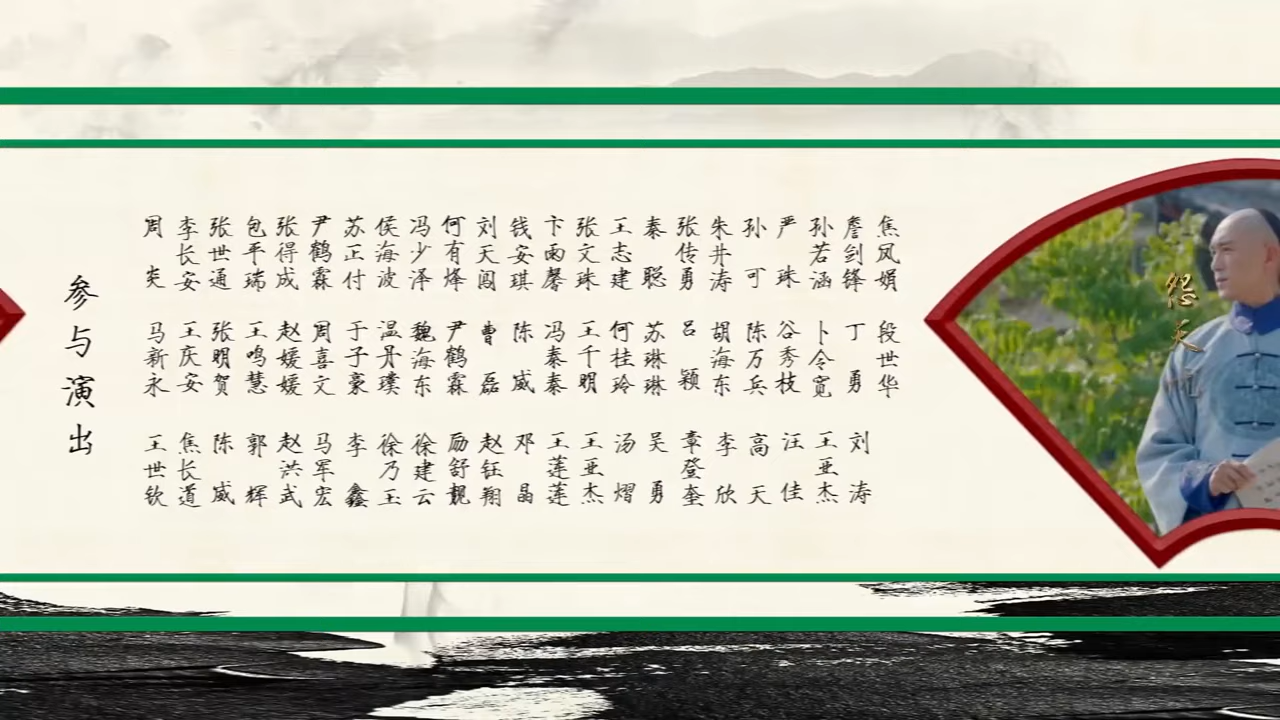 参与演出
周奕
李长安
张世通
包平瑞
张得成
尹鹤霖
苏正付
侯海波
冯少泽
何有烽
刘天阔
钱安琪
卞雨馨
张文珠
王志建
秦聪
张传勇
朱井涛
孙可
严珠
孙若涵
詹剑锋
焦凤娟
马新永
王庆安
张明贺
王鸣慧
赵媛媛
周喜文
于子豪
温丹璞
魏海东
尹鹤霖
曹磊
陈威
冯秦秦
王千明
何桂玲
苏琳琳
吕颖
胡海东
陈万兵
谷秀枝
卜令宽
丁勇
段世华
王世钦
焦长道
陈威
郭辉
赵洪武
马军宏
李鑫
徐乃玉
徐建云
励舒靓
赵钰翔
邓晶
王莲莲
王亚杰
汤熠
吴勇
章登奎
李欣
高天
汪佳
王亚杰
刘涛
怨天